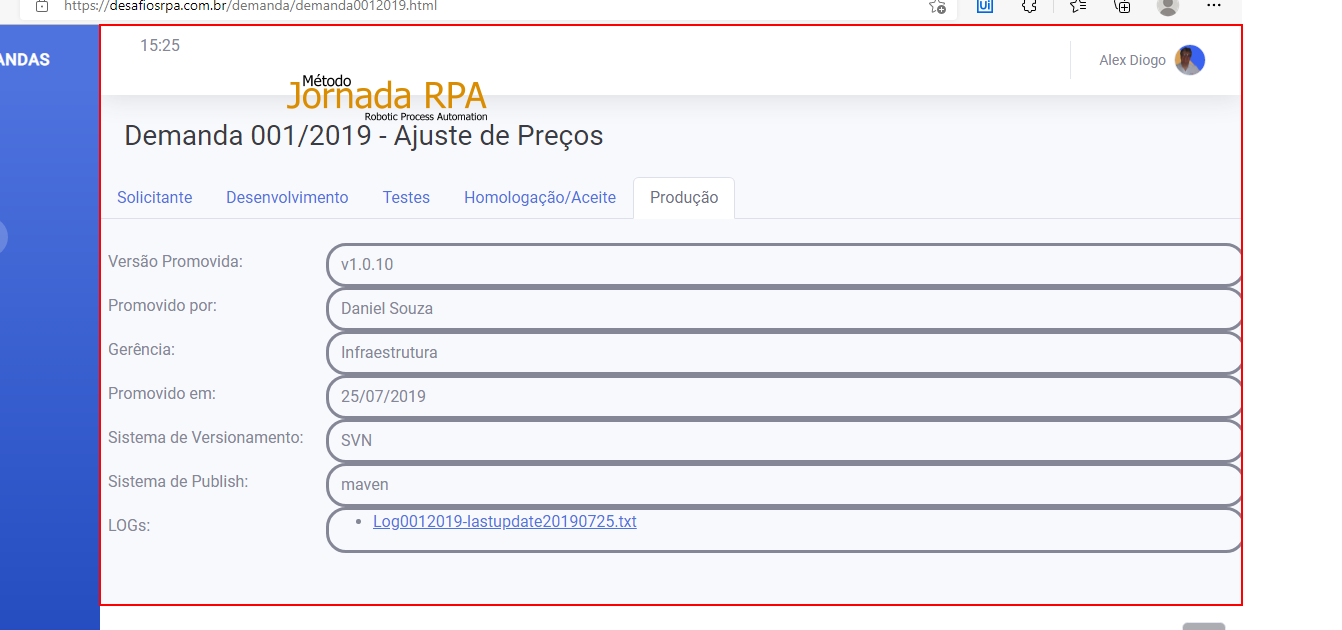 https://desafiosrpa.com.br/demanda/demanda0012019.html
Ui
ANDAS
15:25
Alex Diogo
Método
Jornada RPA
Robotic Process Automation
Demanda 001/2019 - Ajuste de Preços
Solicitante Desenvolvimento Testes Homologação/Aceite Produção
Versão Promovida: v1.0.10
Promovido por: Daniel Souza
Gerência: Infraestrutura
Promovido em: 25/07/2019
Sistema de Versionamento: SVN
Sistema de Publish: maven
LOGs: • Log0012019-lastupdate20190725.txt